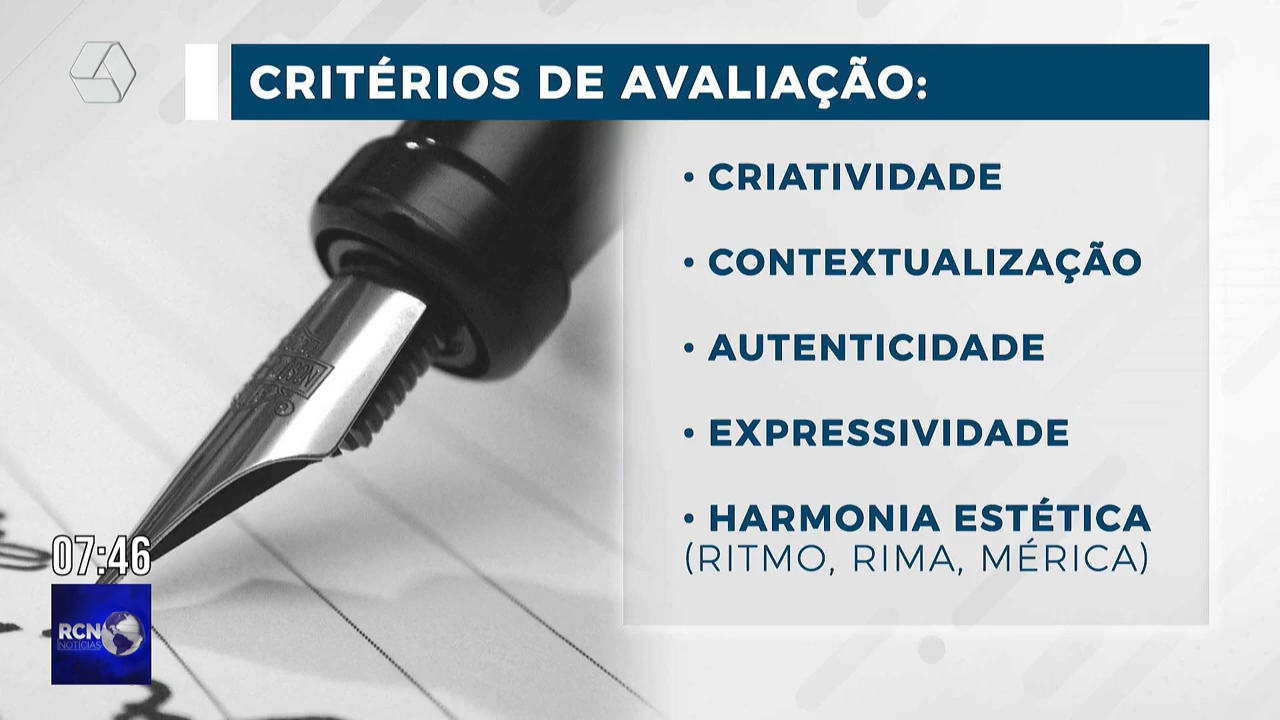 CRITÉRIOS DE AVALIAÇÃO:
• CRIATIVIDADE
• CONTEXTUALIZAÇÃO
• AUTENTICIDADE
• EXPRESSIVIDADE
• HARMONIA ESTÉTICA
(RITMO, RIMA, MÉRICA)
07:46
RCN
NOTÍCIAS